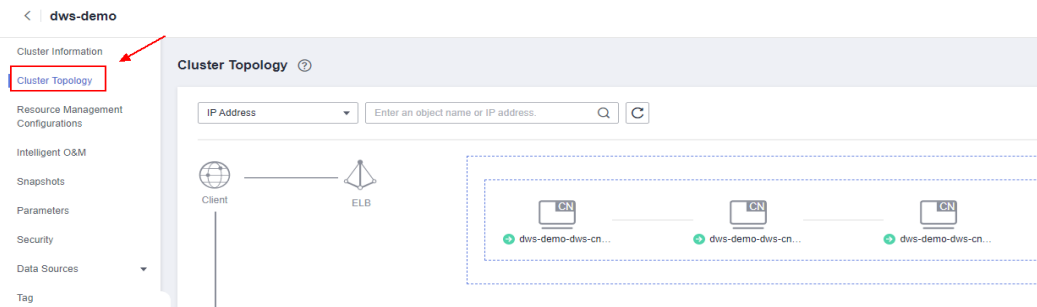 dws-demo
Cluster Information
Cluster Topology
Resource Management
Configurations
Intelligent O&M
Snapshots
Parameters
Security
Data Sources
Tag
Cluster Topology
IP Address
Enter an object name or IP address.
Client
ELB
CN
CN
CN
dws-demo-dws-cn...
dws-demo-dws-cn...
dws-demo-dws-cn...